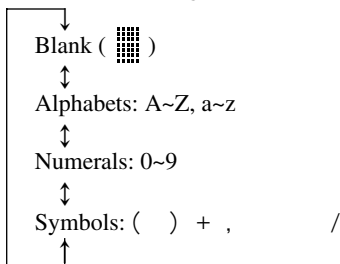 Blank ( )
Alphabets: A~Z, a~z
Numerals: 0~9
Symbols: ( ) + , /